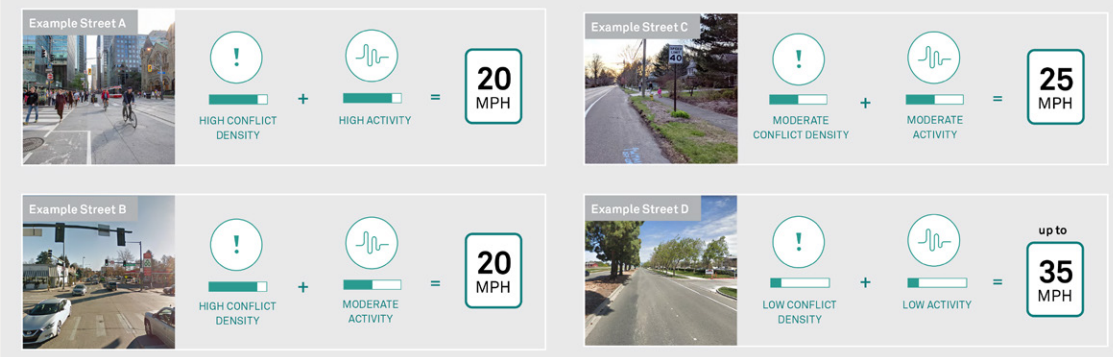 Example Street A
!
HIGH CONFLICT
DENSITY
+
HIGH ACTIVITY
=
20
MPH
Example Street B
!
HIGH CONFLICT
DENSITY
+
MODERATE
ACTIVITY
=
20
MPH
Example Street C
SPEED
LIMIT
40
!
MODERATE
CONFLICT DENSITY
+
MODERATE
ACTIVITY
=
25
MPH
Example Street D
!
LOW CONFLICT
DENSITY
+
LOW ACTIVITY
=
up to
35
MPH